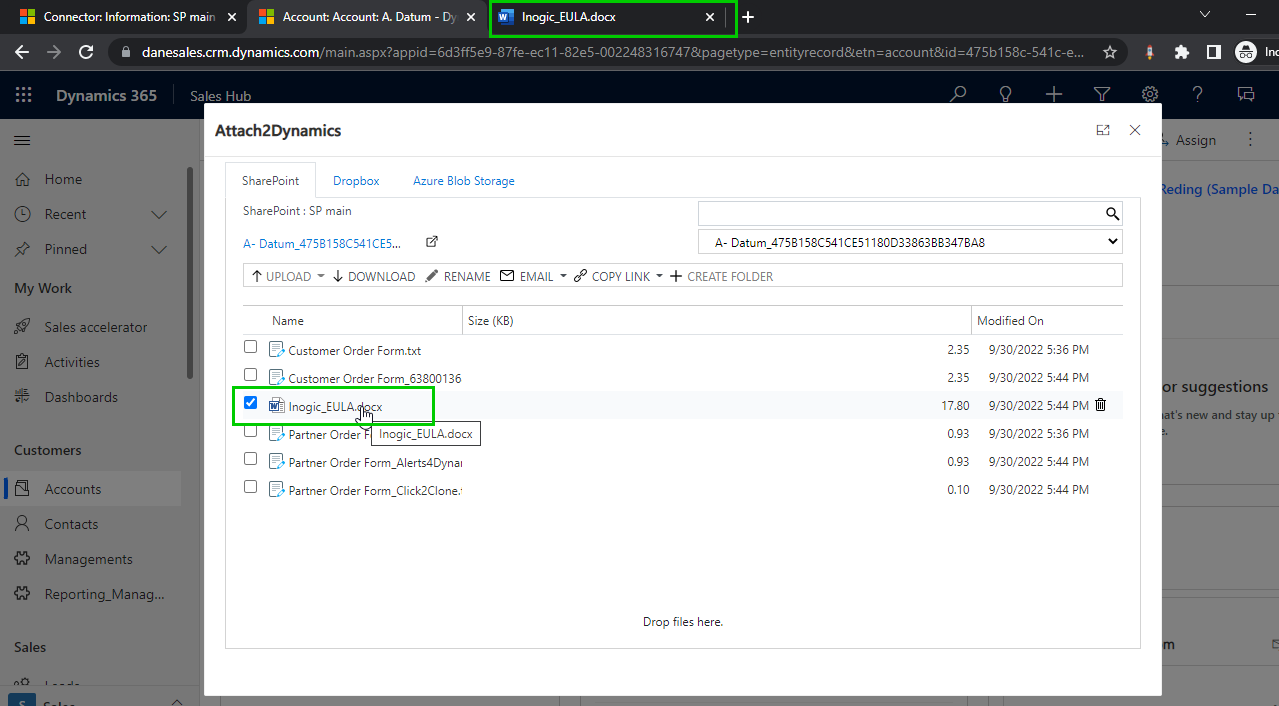 Connector: Information: SP main
Account: Account: A. Datum - Dy
Inogic_EULA.docx
danesales.crm.dynamics.com/main.aspx?appid=6d3ff5e9-87fe-ec11-82e5-002248316747&pagetype=entityrecord&etn=account&id=475b158c-541c-e...
Dynamics 365
Sales Hub
Attach2Dynamics
Assign
Home
Recent
Pinned
My Work
Sales accelerator
Activities
Dashboards
Customers
Accounts
Contacts
Managements
Reporting_Manag...
Sales
S
Reding (Sample Da
or suggestions
at's new and stay up
SharePoint
Dropbox
Azure Blob Storage
SharePoint : SP main
A- Datum_475B158C541CE5...
A- Datum_475B158C541CE51180D33863BB347BA8
UPLOAD DOWNLOAD RENAME EMAIL COPY LINK CREATE FOLDER
Name Size (KB) Modified On
Customer Order Form.txt 2.35 9/30/2022 5:36 PM
Customer Order Form_63800136 2.35 9/30/2022 5:44 PM
Inogic_EULA.docx 17.80 9/30/2022 5:44 PM
Partner Order F 0.93 9/30/2022 5:36 PM
Inogic_EULA.docx
Partner Order Form_Alerts4Dynar 0.93 9/30/2022 5:44 PM
Partner Order Form_Click2Clone. 0.10 9/30/2022 5:44 PM
Drop files here.